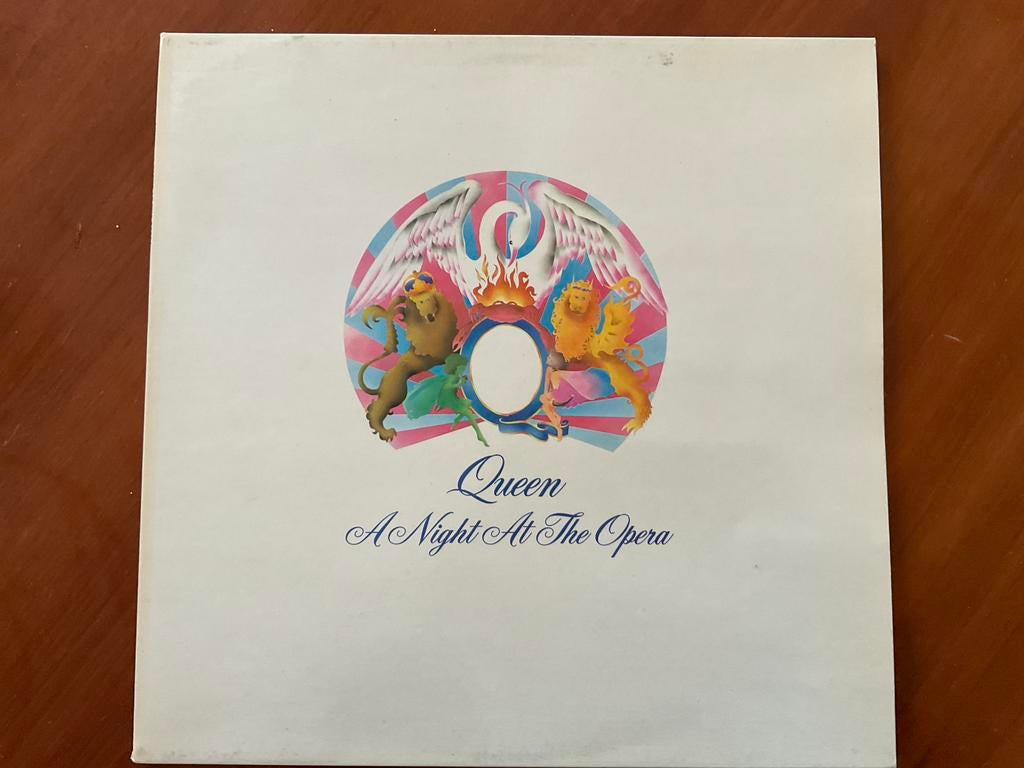 Queen
A Night At The Opera